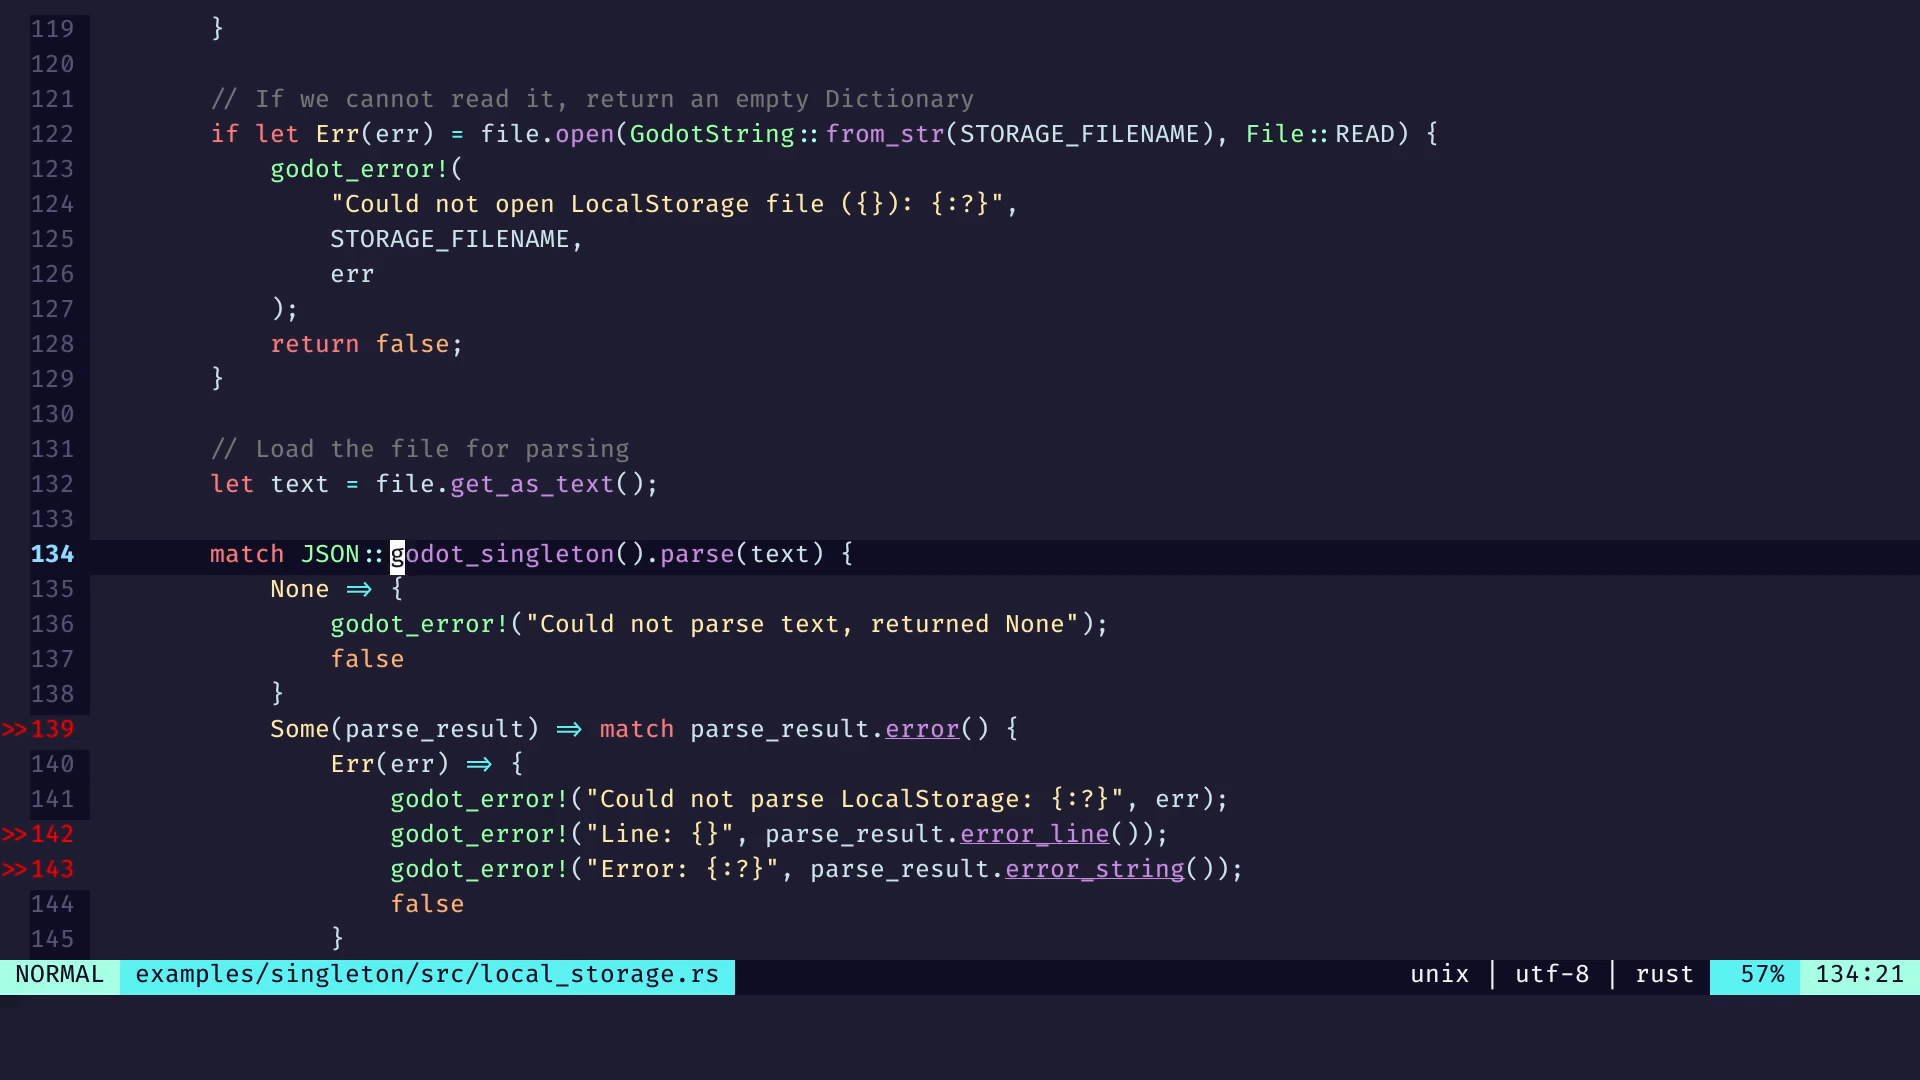 119         }
120
121         // If we cannot read it, return an empty Dictionary
122         if let Err(err) = file.open(GodotString::from_str(STORAGE_FILENAME), File::READ) {
123             godot_error!(
124                 "Could not open LocalStorage file ({}): {:?}",
125                 STORAGE_FILENAME,
126                 err
127             );
128             return false;
129         }
130
131         // Load the file for parsing
132         let text = file.get_as_text();
133
134         match JSON::godot_singleton().parse(text) {
135             None => {
136                 godot_error!("Could not parse text, returned None");
137                 false
138             }
>>139             Some(parse_result) => match parse_result.error() {
140                 Err(err) => {
141                     godot_error!("Could not parse LocalStorage: {:?}", err);
>>142                     godot_error!("Line: {}", parse_result.error_line());
>>143                     godot_error!("Error: {:?}", parse_result.error_string());
144                     false
145                 }
NORMAL examples/singleton/src/local_storage.rs unix | utf-8 | rust 57% 134:21